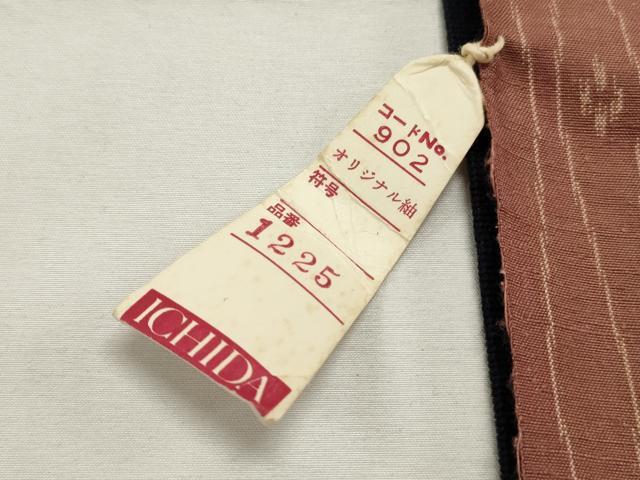 コードNo.
902
オリジナル紬
符号
品番
1225
ICHIDA